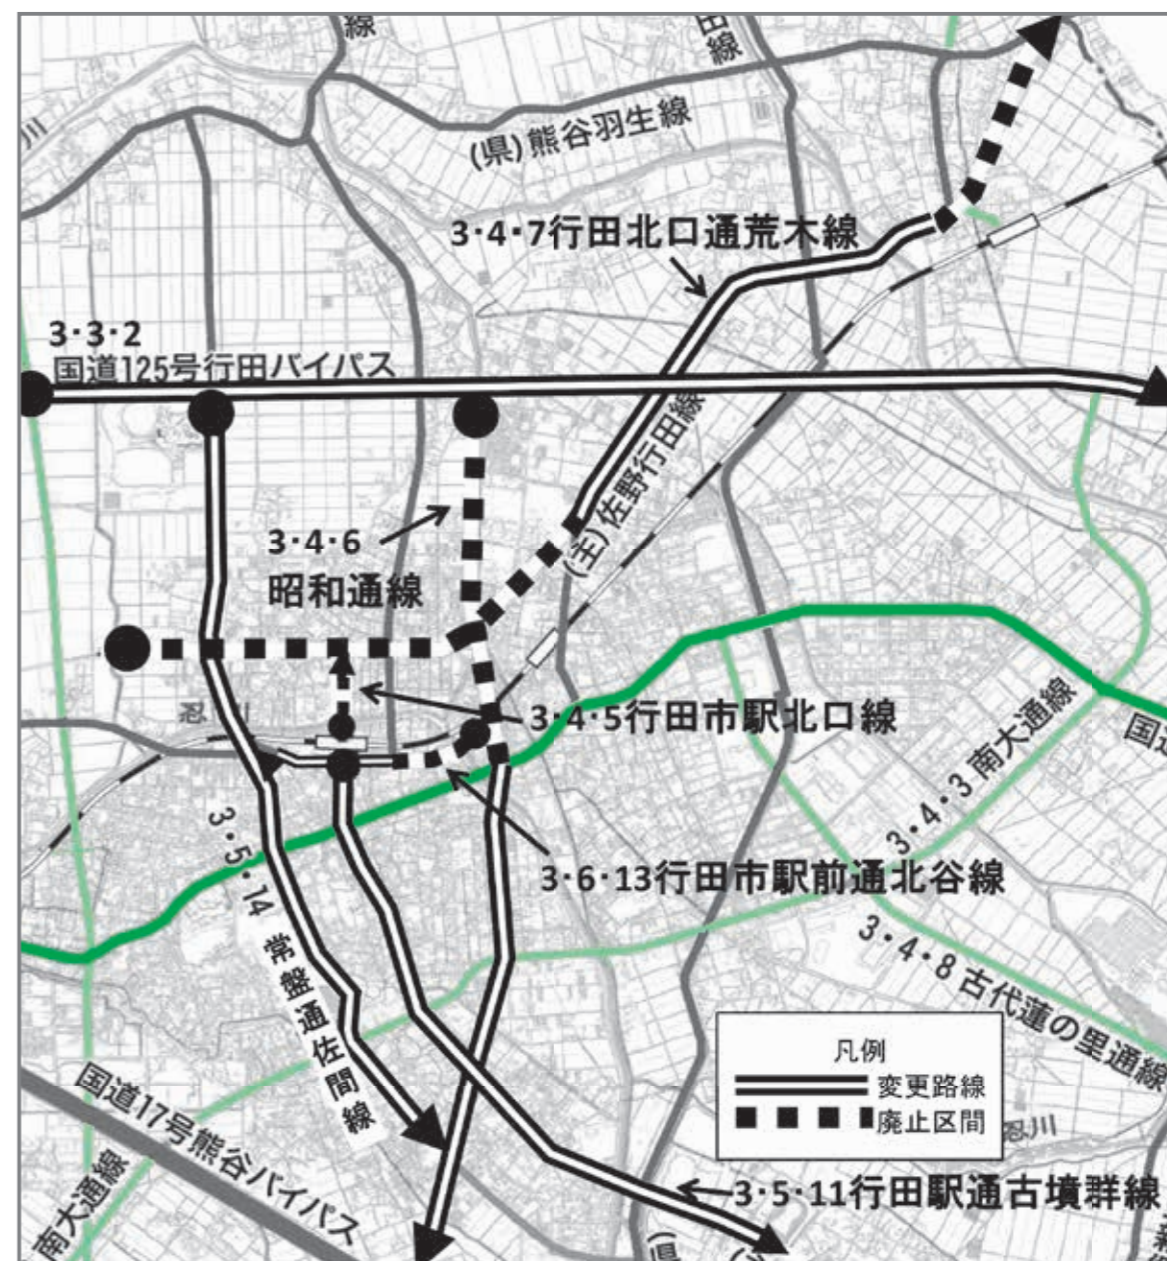 線
田線
川
(県)熊谷羽生線
3・4・7行田北口通荒木線
3・3・2
国道125号行田バイパス
(主)佐野行田線
3・4・6
昭和通線
忍川
3・4・5行田市駅北口線
国道
3・4・3 南大通線
3・5・14 常盤通佐間線
3・6・13行田市駅前通北谷線
3・4・8 古代蓮の里通線
凡例
変更路線
廃止区間
忍川
国道17号熊谷バイパス
南大通線
3・5・11行田駅通古墳群線
(県)